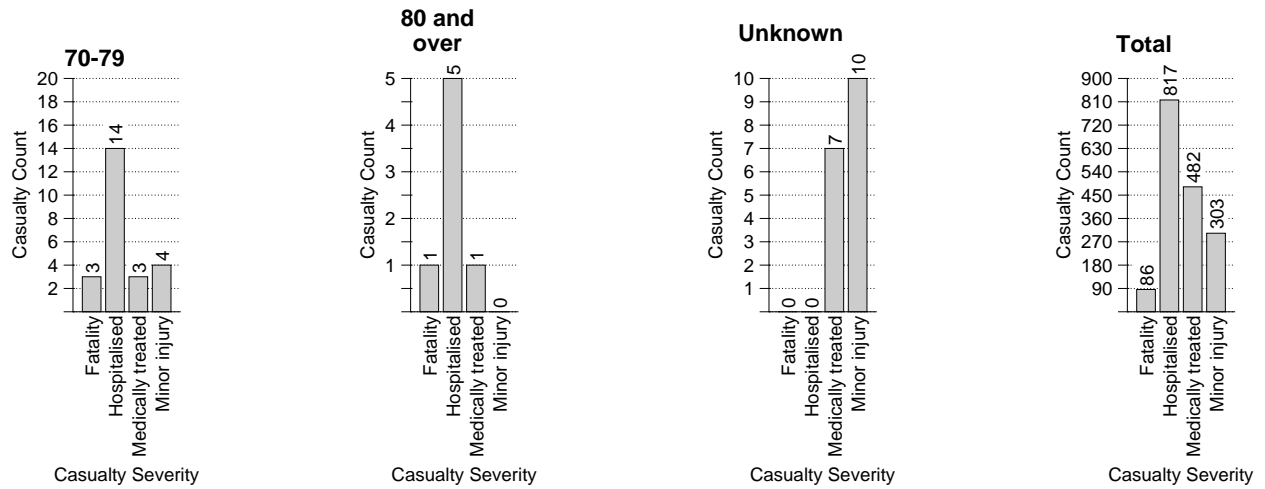 70-79
Casualty Count
20
18
16
14
12
10
8
6
4
2
3
14
3
4
Fatality
Hospitalised
Medically treated
Minor injury
Casualty Severity
80 and
over
Casualty Count
5
4
3
2
1
1
5
1
0
Fatality
Hospitalised
Medically treated
Minor injury
Casualty Severity
Unknown
Casualty Count
10
9
8
7
6
5
4
3
2
1
0
0
7
10
Fatality
Hospitalised
Medically treated
Minor injury
Casualty Severity
Total
Casualty Count
900
810
720
630
540
450
360
270
180
90
86
817
482
303
Fatality
Hospitalised
Medically treated
Minor injury
Casualty Severity